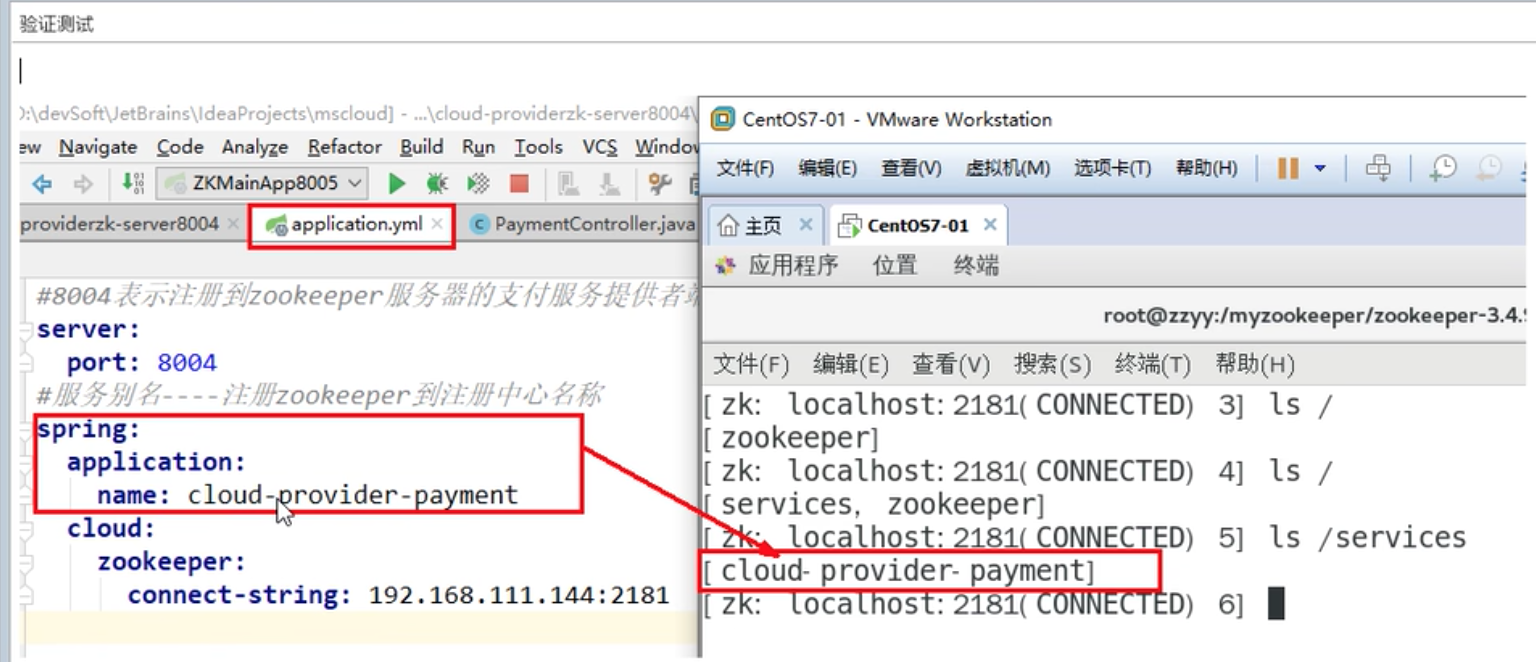 验证测试
D:\devSoft\JetBrains\IdeaProjects\mscloud] - ...\cloud-providerzk-server8004\
ew Navigate Code Analyze Refactor Build Run Tools VCS Window
ZKMainApp8005
providerzk-server8004 application.yml PaymentController.java
#8004表示注册到zookeeper服务器的支付服务提供者端
server:
port: 8004
#服务别名----注册zookeeper到注册中心名称
spring:
application:
name: cloud-provider-payment
cloud:
zookeeper:
connect-string: 192.168.111.144:2181
CentOS7-01 - VMware Workstation
文件(F) 编辑(E) 查看(V) 虚拟机(M) 选项卡(T) 帮助(H)
主页 CentOS7-01
应用程序 位置 终端
root@zzyy:/myzookeeper/zookeeper-3.4.9
文件(F) 编辑(E) 查看(V) 搜索(S) 终端(T) 帮助(H)
[zk: localhost:2181(CONNECTED) 3] ls /
[zookeeper]
[zk: localhost:2181(CONNECTED) 4] ls /
[services, zookeeper]
[zk: localhost:2181(CONNECTED) 5] ls /services
[cloud-provider-payment]
[zk: localhost:2181(CONNECTED) 6]